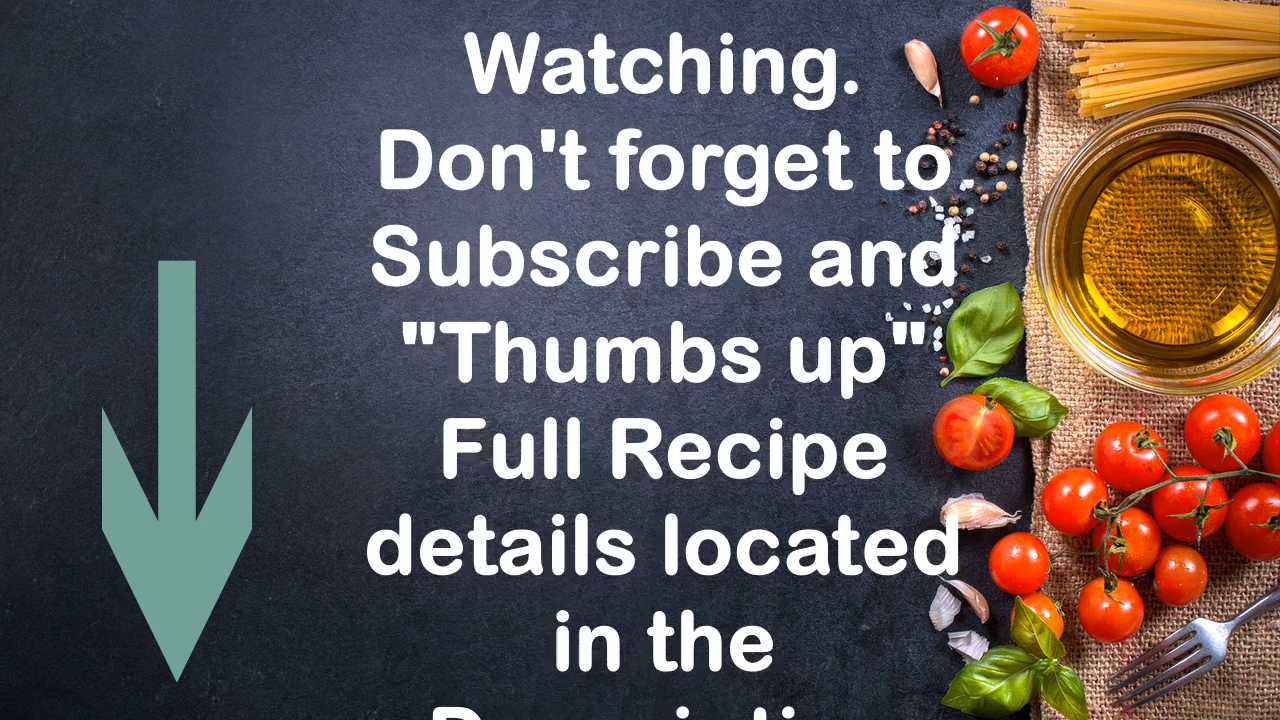 Watching.
Don't forget to
Subscribe and
"Thumbs up"
Full Recipe
details located
in the